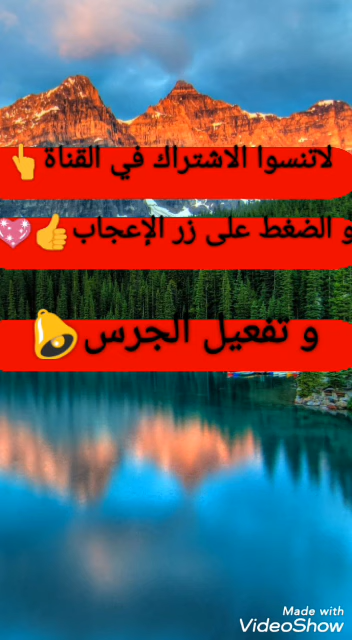 لاتنسوا الاشتراك في القناة👆
و الضغط على زر الإعجاب👍💖
و تفعيل الجرس🔔
Made with
VideoShow